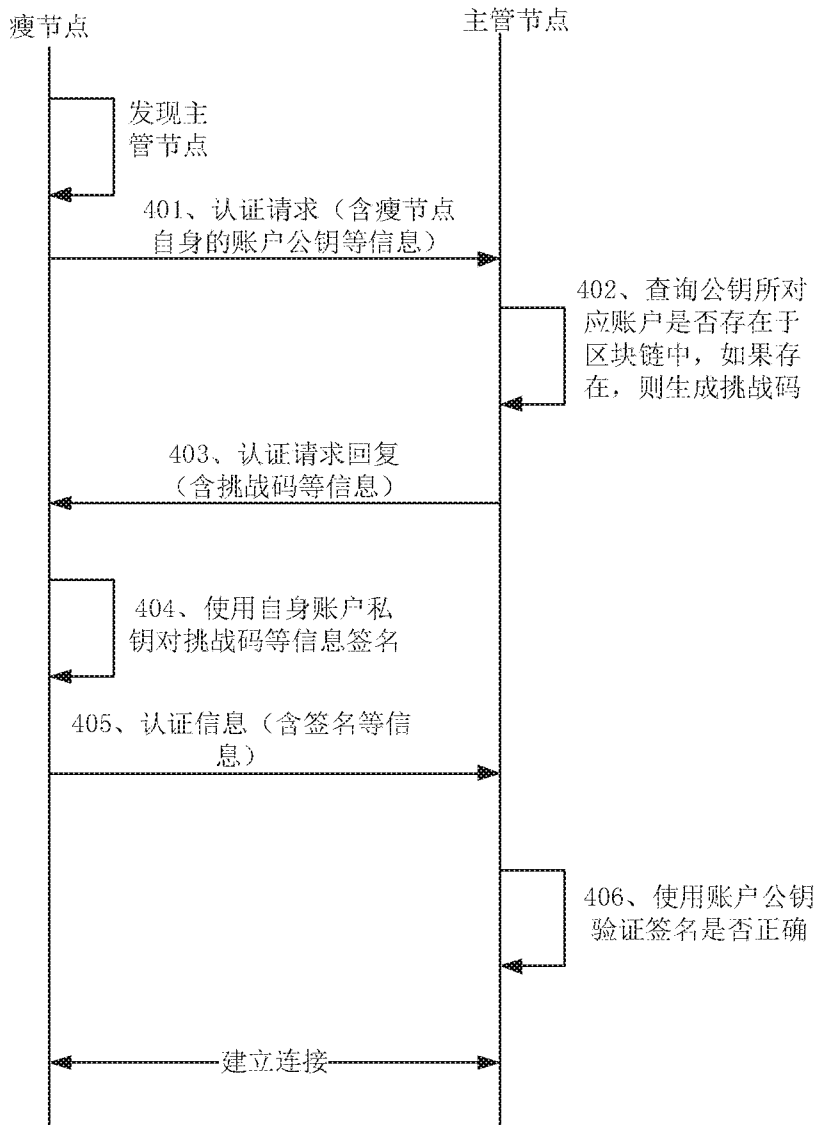 瘦节点
主管节点
发现主
管节点
401、认证请求（含瘦节点
自身的账户公钥等信息）
402、查询公钥所对
应账户是否存在于
区块链中，如果存
在，则生成挑战码
403、认证请求回复
（含挑战码等信息）
404、使用自身账户私
钥对挑战码等信息签名
405、认证信息（含签名等信
息）
406、使用账户公钥
验证签名是否正确
建立连接